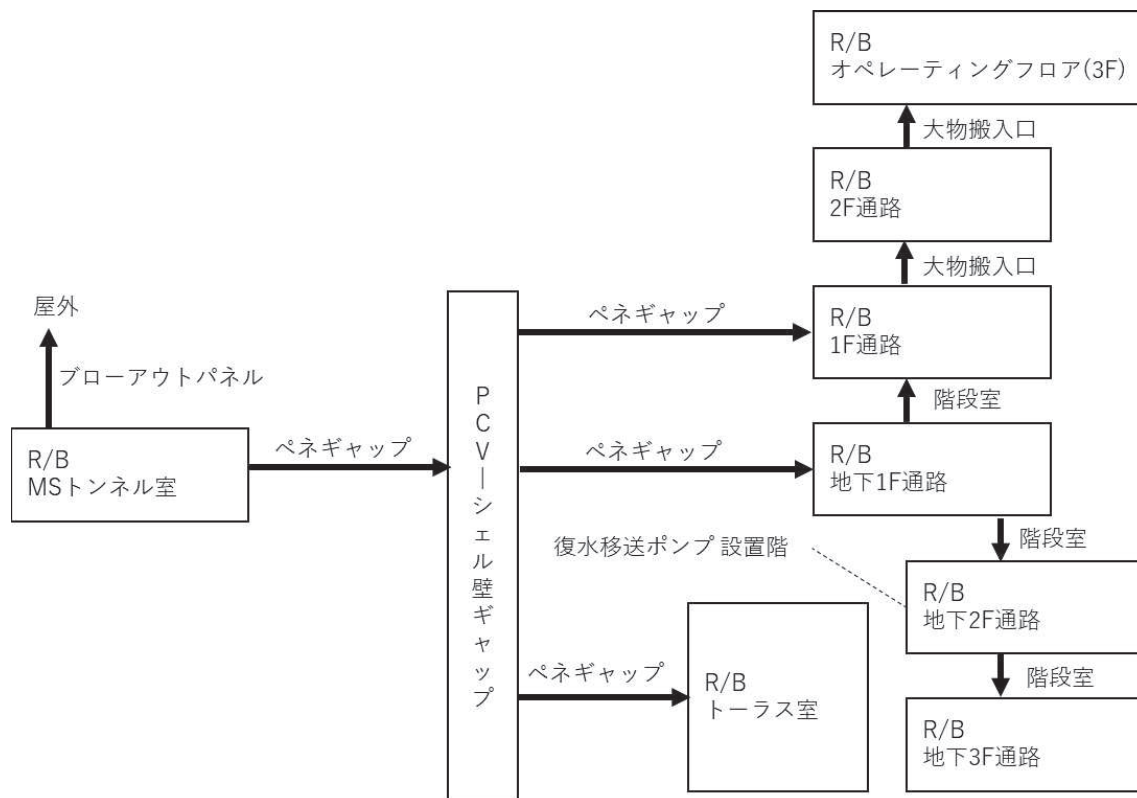 R/B
オペレーティングフロア(3F)
大物搬入口
R/B
2F通路
大物搬入口
屋外
ペネギャップ
R/B
1F通路
ブローアウトパネル
階段室
R/B
MSトンネル室
ペネギャップ
PCV―シェル壁ギャップ
ペネギャップ
R/B
地下1F通路
復水移送ポンプ 設置階
階段室
R/B
地下2F通路
ペネギャップ
R/B
トーラス室
階段室
R/B
地下3F通路